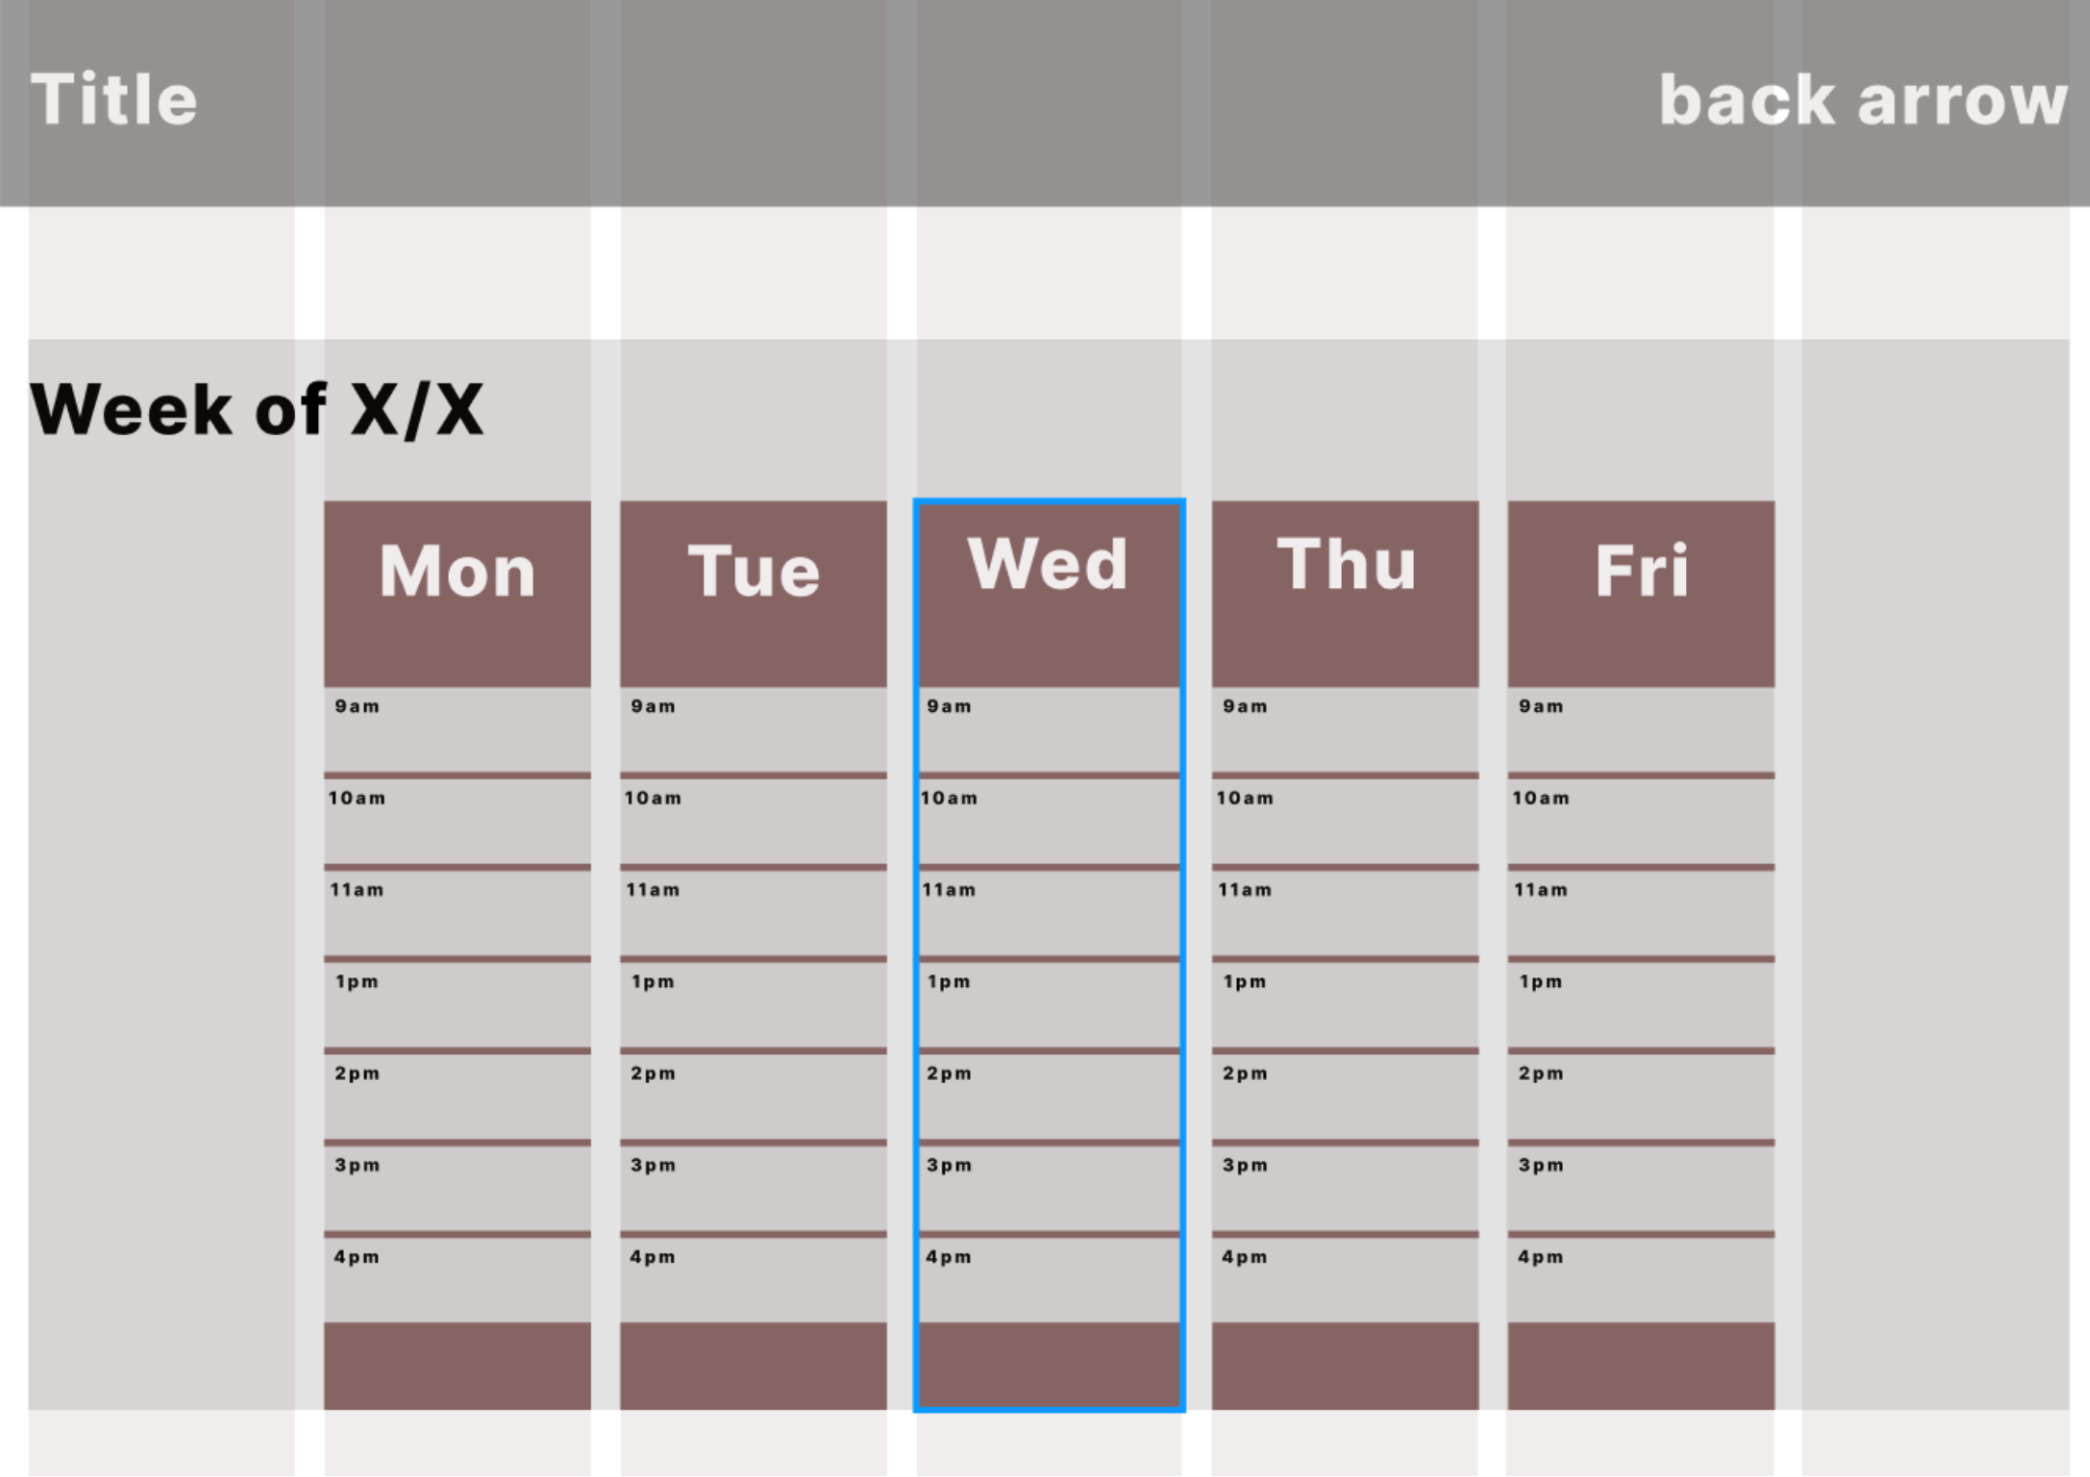 Title back arrow
Week of X/X
Mon Tue Wed Thu Fri
9am 9am 9am 9am 9am
10am 10am 10am 10am 10am
11am 11am 11am 11am 11am
1pm 1pm 1pm 1pm 1pm
2pm 2pm 2pm 2pm 2pm
3pm 3pm 3pm 3pm 3pm
4pm 4pm 4pm 4pm 4pm